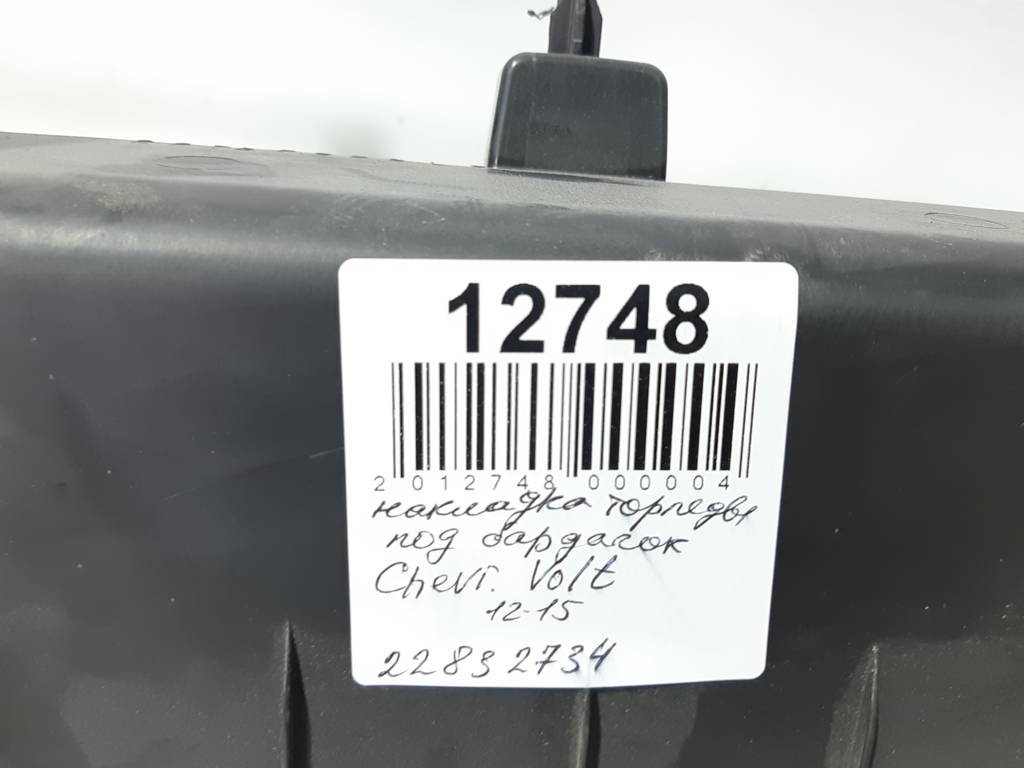 12748
2 012748 000004
накладка торпеды
под бардачок
Chevr. Volt
12-15
22832734